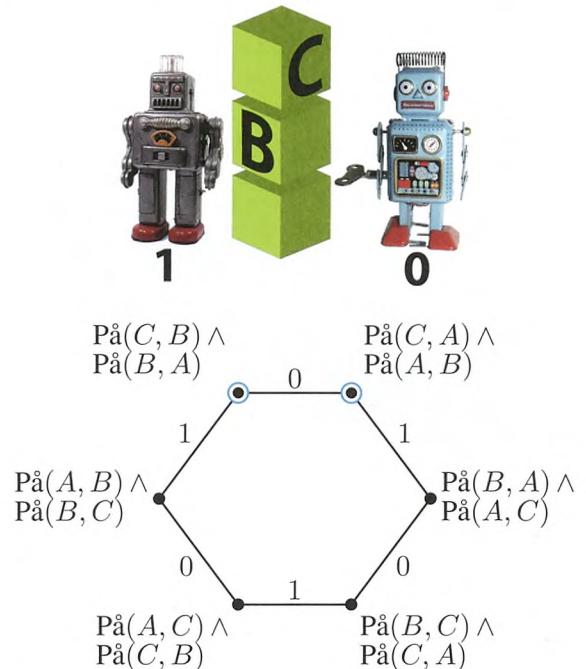 C
B
1
0
På(C, B) ∧
På(B, A)
På(C, A) ∧
På(A, B)
0
1
1
På(A, B) ∧
På(B, C)
På(B, A) ∧
På(A, C)
0
0
1
På(A, C) ∧
På(C, B)
På(B, C) ∧
På(C, A)